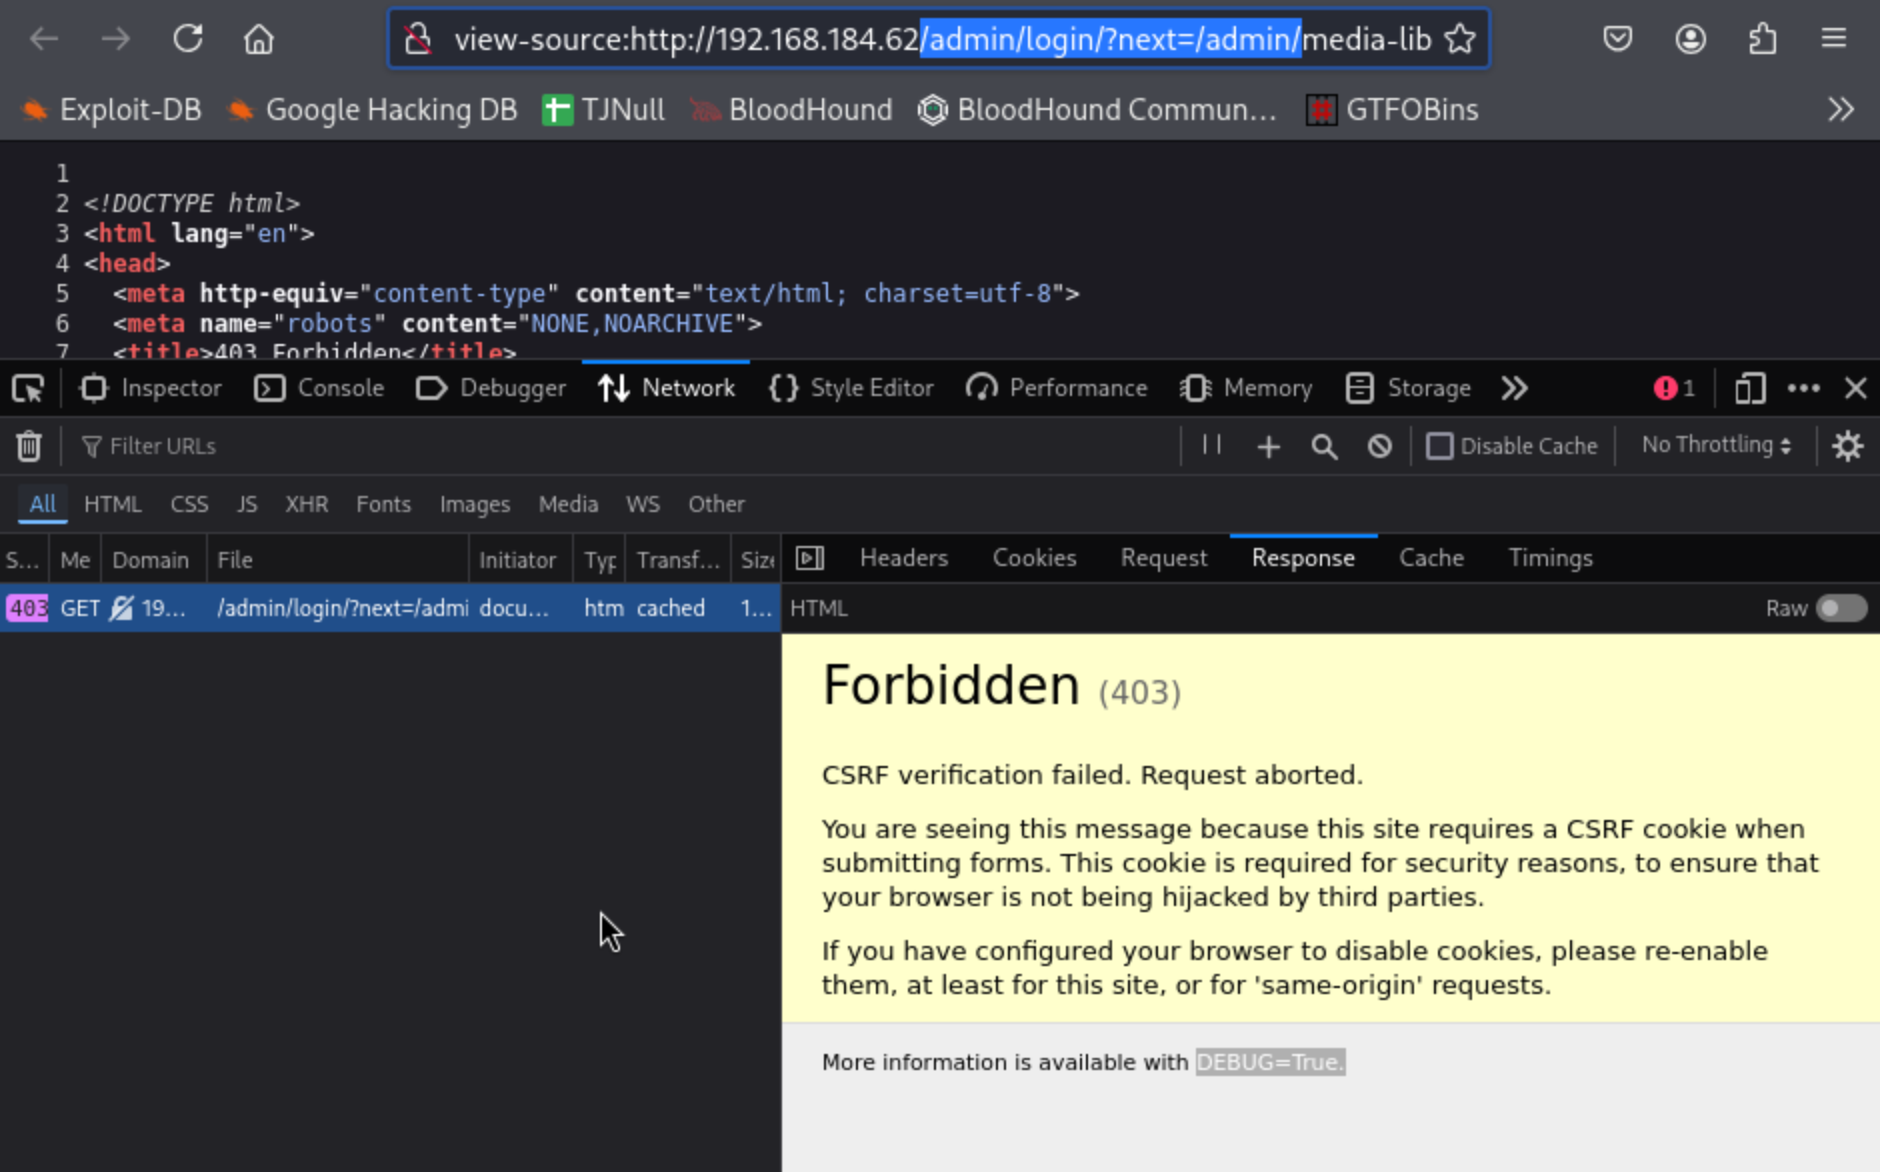 view-source:http://192.168.184.62/admin/login/?next=/admin/media-lib
Exploit-DB Google Hacking DB TJNull BloodHound BloodHound Commun... GTFOBins
1
2 <!DOCTYPE html>
3 <html lang="en">
4 <head>
5 <meta http-equiv="content-type" content="text/html; charset=utf-8">
6 <meta name="robots" content="NONE,NOARCHIVE">
7 <title>403 Forbidden</title>
Inspector Console Debugger Network Style Editor Performance Memory Storage 1
Filter URLs Disable Cache No Throttling
All HTML CSS JS XHR Fonts Images Media WS Other
S... Me Domain File Initiator Typ Transf... Size
Headers Cookies Request Response Cache Timings
403 GET 19... /admin/login/?next=/admi docu... htm cached 1...
HTML Raw
Forbidden (403)
CSRF verification failed. Request aborted.
You are seeing this message because this site requires a CSRF cookie when
submitting forms. This cookie is required for security reasons, to ensure that
your browser is not being hijacked by third parties.
If you have configured your browser to disable cookies, please re-enable
them, at least for this site, or for 'same-origin' requests.
More information is available with DEBUG=True.